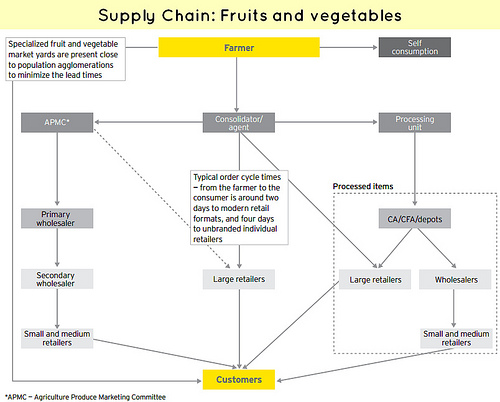 Supply Chain: Fruits and vegetables
Specialized fruit and vegetable
market yards are present close
to population agglomerations
to minimize the lead times
Farmer
Self
consumption
APMC*
Consolidator/
agent
Processing
unit
Typical order cycle times
– from the farmer to the
consumer is around two
days to modern retail
formats, and four days
to unbranded individual
retailers
Processed items
Primary
wholesaler
CA/CFA/depots
Secondary
wholesaler
Large retailers
Large retailers
Wholesalers
Small and medium
retailers
Small and medium
retailers
Customers
*APMC – Agriculture Produce Marketing Committee